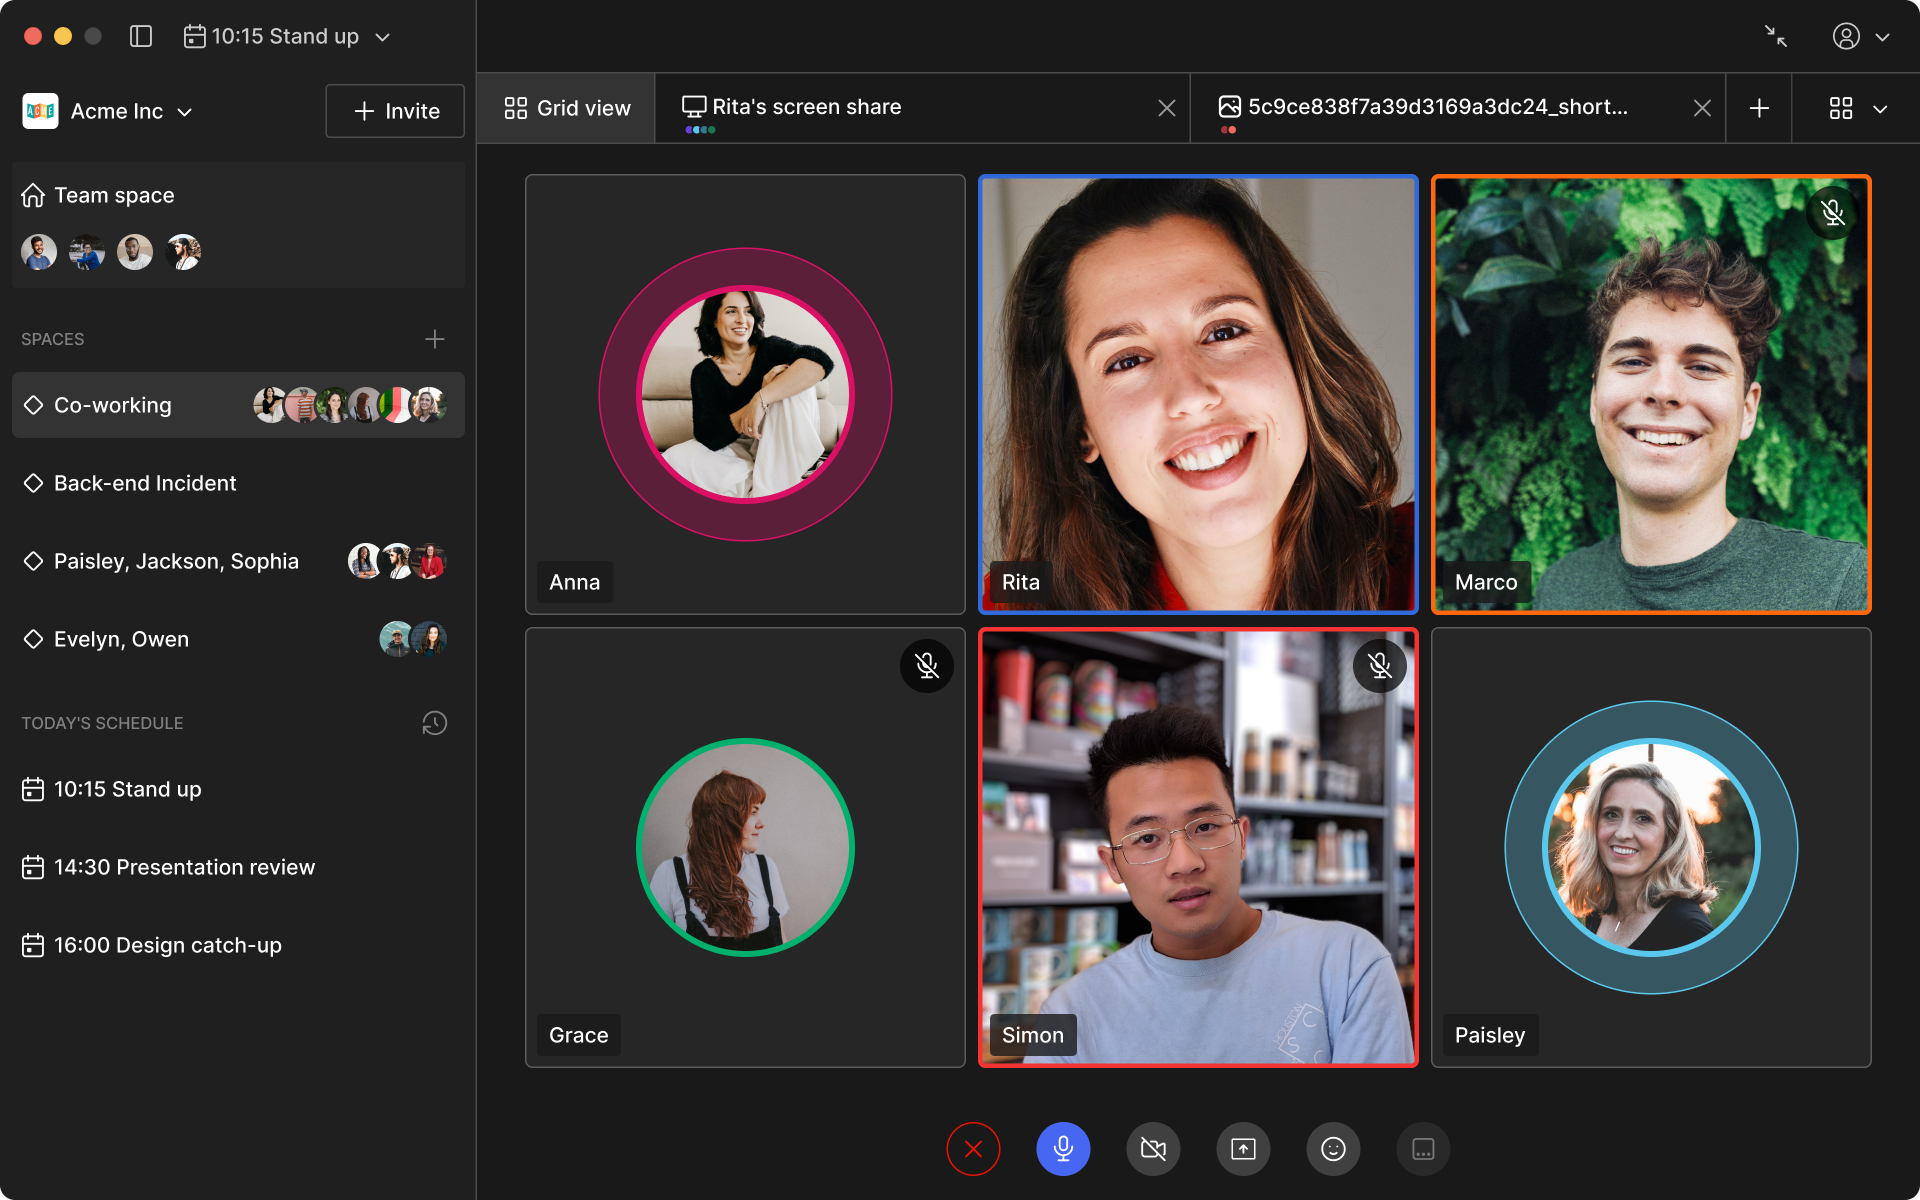 10:15 Stand up
ACME
Acme Inc
Invite
Grid view
Rita's screen share
5c9ce838f7a39d3169a3dc24_short...
Team space
SPACES
Co-working
Back-end Incident
Paisley, Jackson, Sophia
Evelyn, Owen
TODAY'S SCHEDULE
10:15 Stand up
14:30 Presentation review
16:00 Design catch-up
Anna
Rita
Marco
Grace
Simon
Paisley